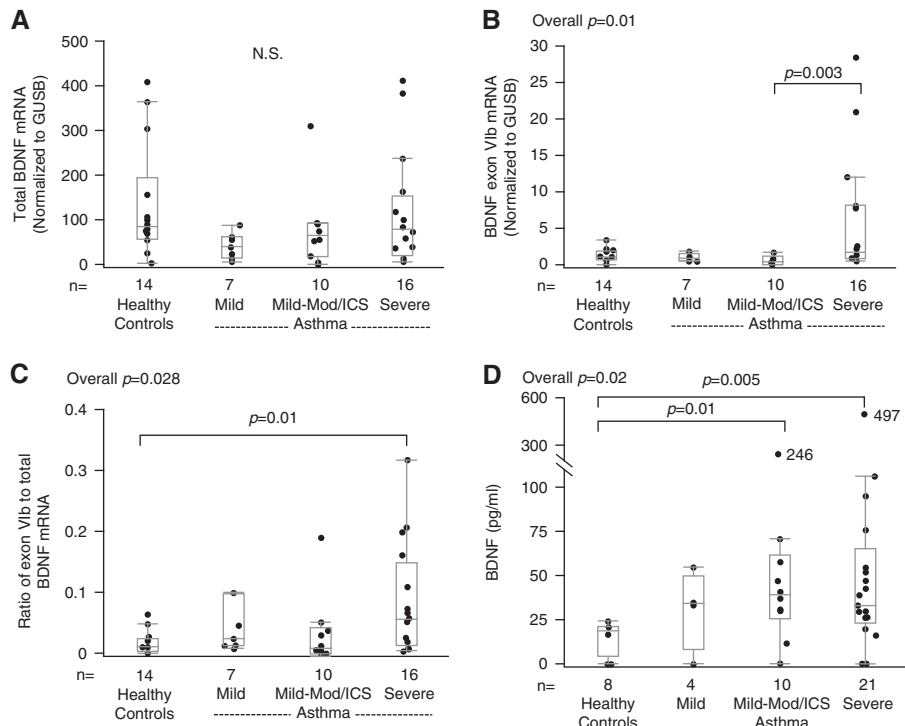 A
N.S.
Total BDNF mRNA
(Normalized to GUSB)
500
400
300
200
100
0
n= 14 7 10 16
Healthy Controls Mild Mild-Mod/ICS Severe
Asthma
B
Overall p=0.01
p=0.003
BDNF exon VIb mRNA
(Normalized to GUSB)
30
25
20
15
10
5
0
n= 14 7 10 16
Healthy Controls Mild Mild-Mod/ICS Severe
Asthma
C
Overall p=0.028
p=0.01
Ratio of exon VIb to total
BDNF mRNA
0.4
0.3
0.2
0.1
0
n= 14 7 10 16
Healthy Controls Mild Mild-Mod/ICS Severe
Asthma
D
Overall p=0.02
p=0.005
p=0.01
497
246
BDNF (pg/ml)
600
300
100
75
50
25
0
n= 8 4 10 21
Healthy Controls Mild Mild-Mod/ICS Severe
Asthma